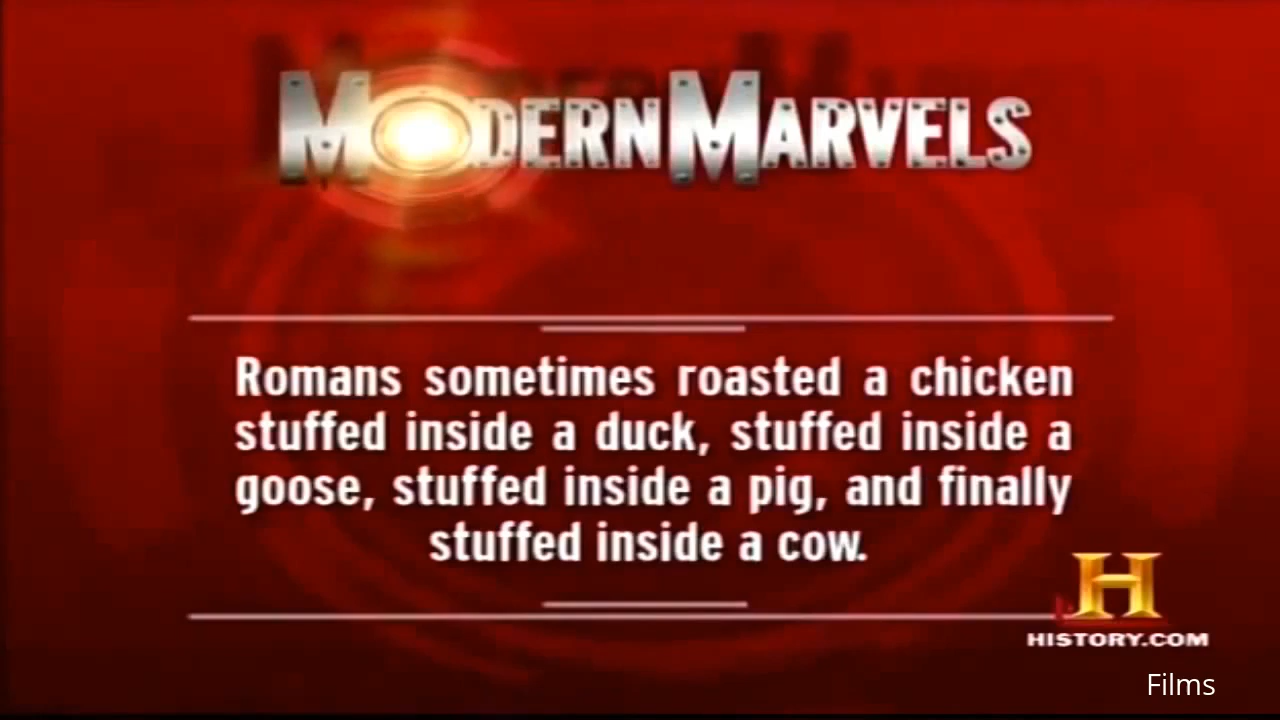 MODERN MARVELS
Romans sometimes roasted a chicken
stuffed inside a duck, stuffed inside a
goose, stuffed inside a pig, and finally
stuffed inside a cow.
H
HISTORY.COM
Films